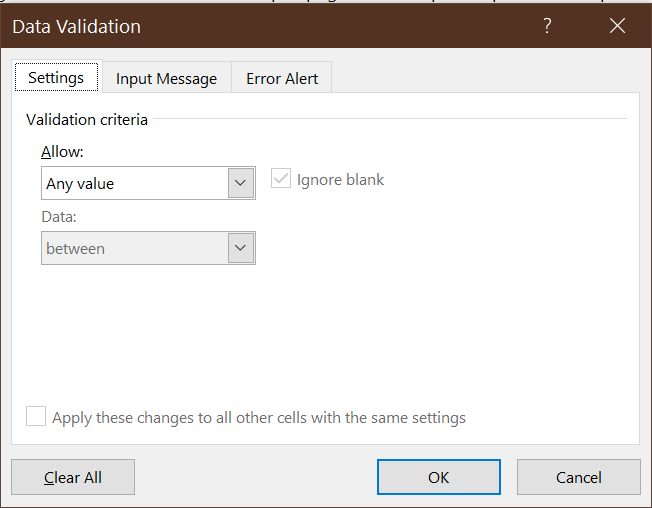 Data Validation ?
Settings Input Message Error Alert
Validation criteria
Allow:
Any value Ignore blank
Data:
between
Apply these changes to all other cells with the same settings
Clear All OK Cancel